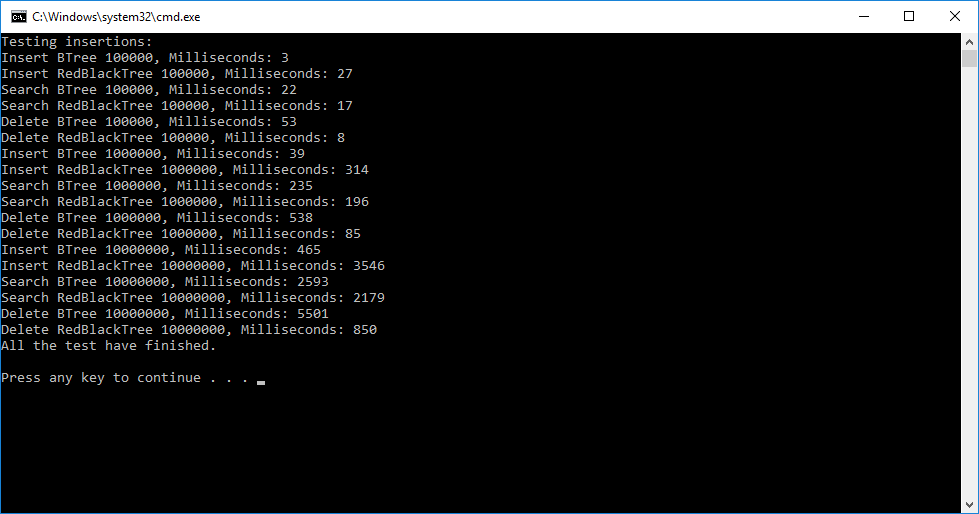 C:\Windows\system32\cmd.exe
Testing insertions:
Insert BTree 100000, Milliseconds: 3
Insert RedBlackTree 100000, Milliseconds: 27
Search BTree 100000, Milliseconds: 22
Search RedBlackTree 100000, Milliseconds: 17
Delete BTree 100000, Milliseconds: 53
Delete RedBlackTree 100000, Milliseconds: 8
Insert BTree 1000000, Milliseconds: 39
Insert RedBlackTree 1000000, Milliseconds: 314
Search BTree 1000000, Milliseconds: 235
Search RedBlackTree 1000000, Milliseconds: 196
Delete BTree 1000000, Milliseconds: 538
Delete RedBlackTree 1000000, Milliseconds: 85
Insert BTree 10000000, Milliseconds: 465
Insert RedBlackTree 10000000, Milliseconds: 3546
Search BTree 10000000, Milliseconds: 2593
Search RedBlackTree 10000000, Milliseconds: 2179
Delete BTree 10000000, Milliseconds: 5501
Delete RedBlackTree 10000000, Milliseconds: 850
All the test have finished.
Press any key to continue . . .